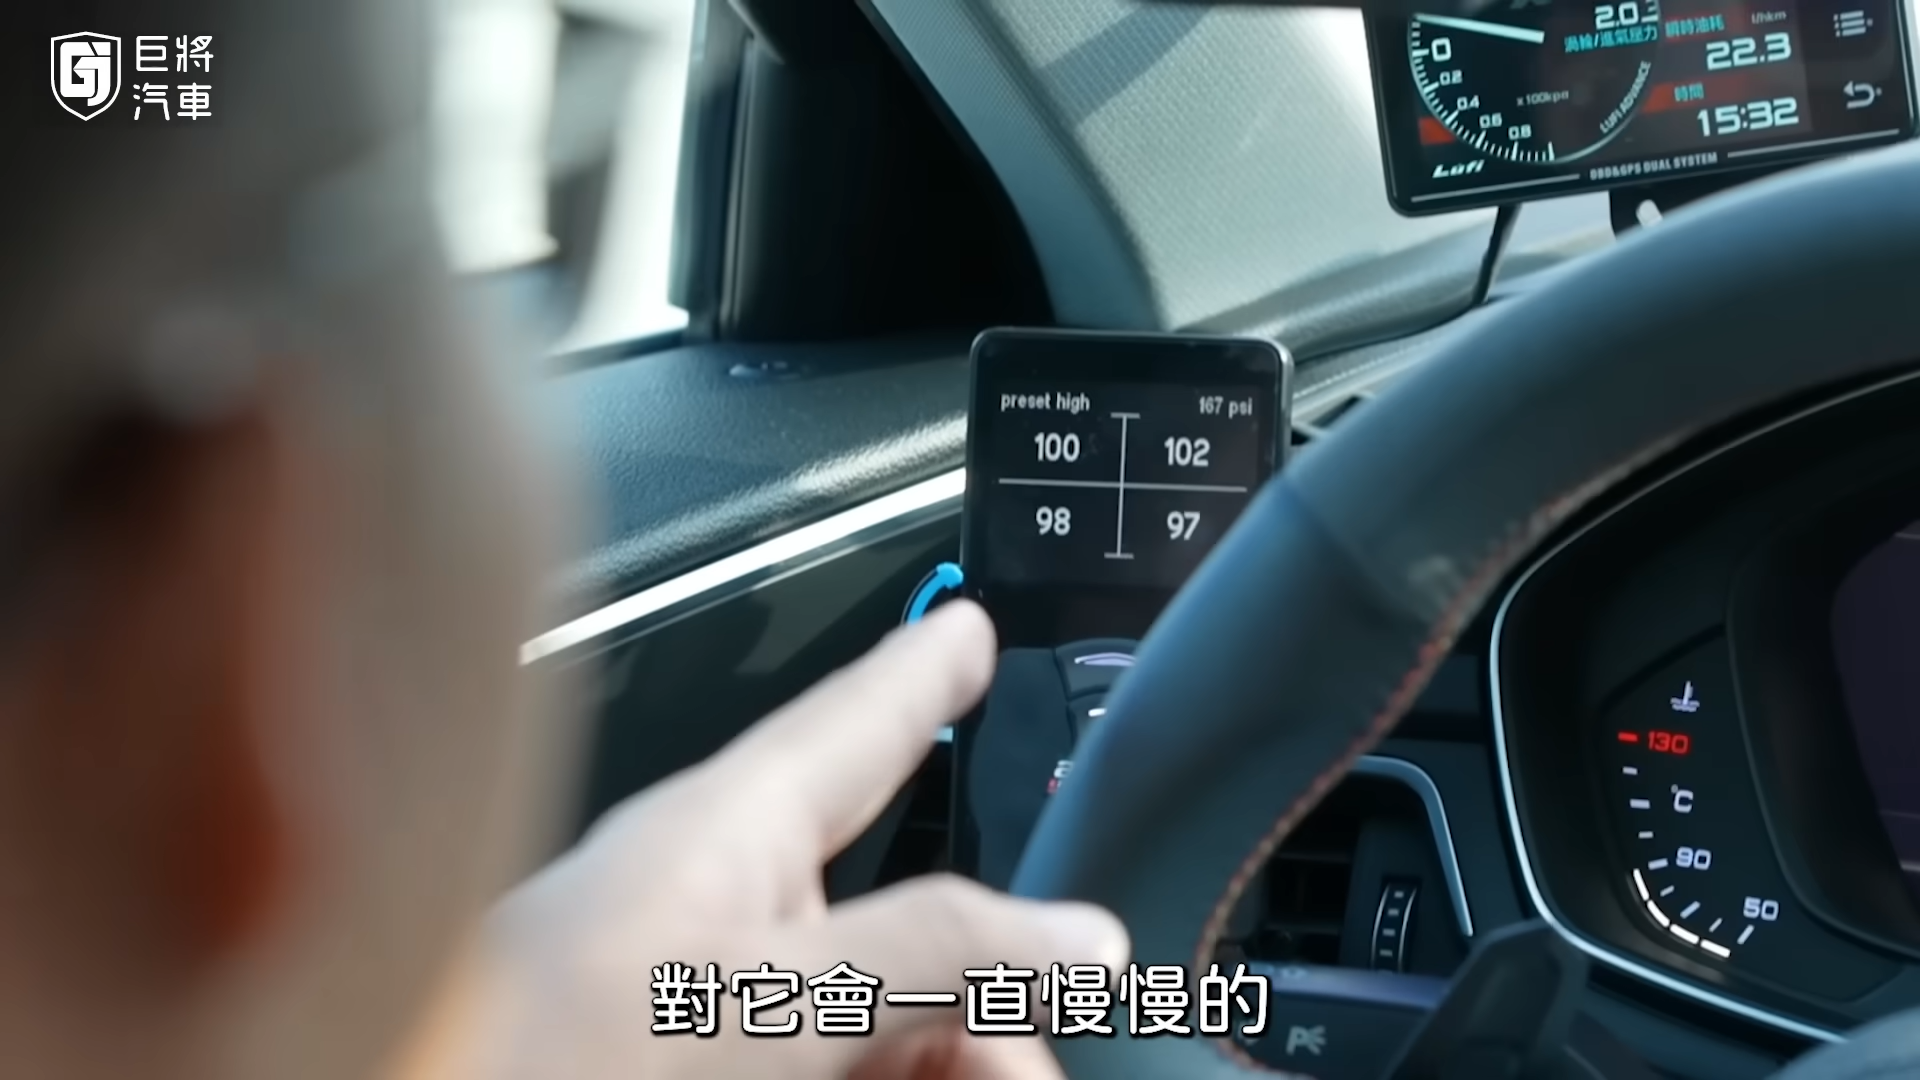 巨將
汽車
2.0
渦輪/進氣壓力
瞬時油耗
22.3
0
0.2
0.4
0.6
0.8
x100kpa
LUFI ADVANCE
時間
15:32
Lufi
OBD&GPS DUAL SYSTEM
preset high
167 psi
100
102
98
97
130
°C
90
50
對它會一直慢慢的